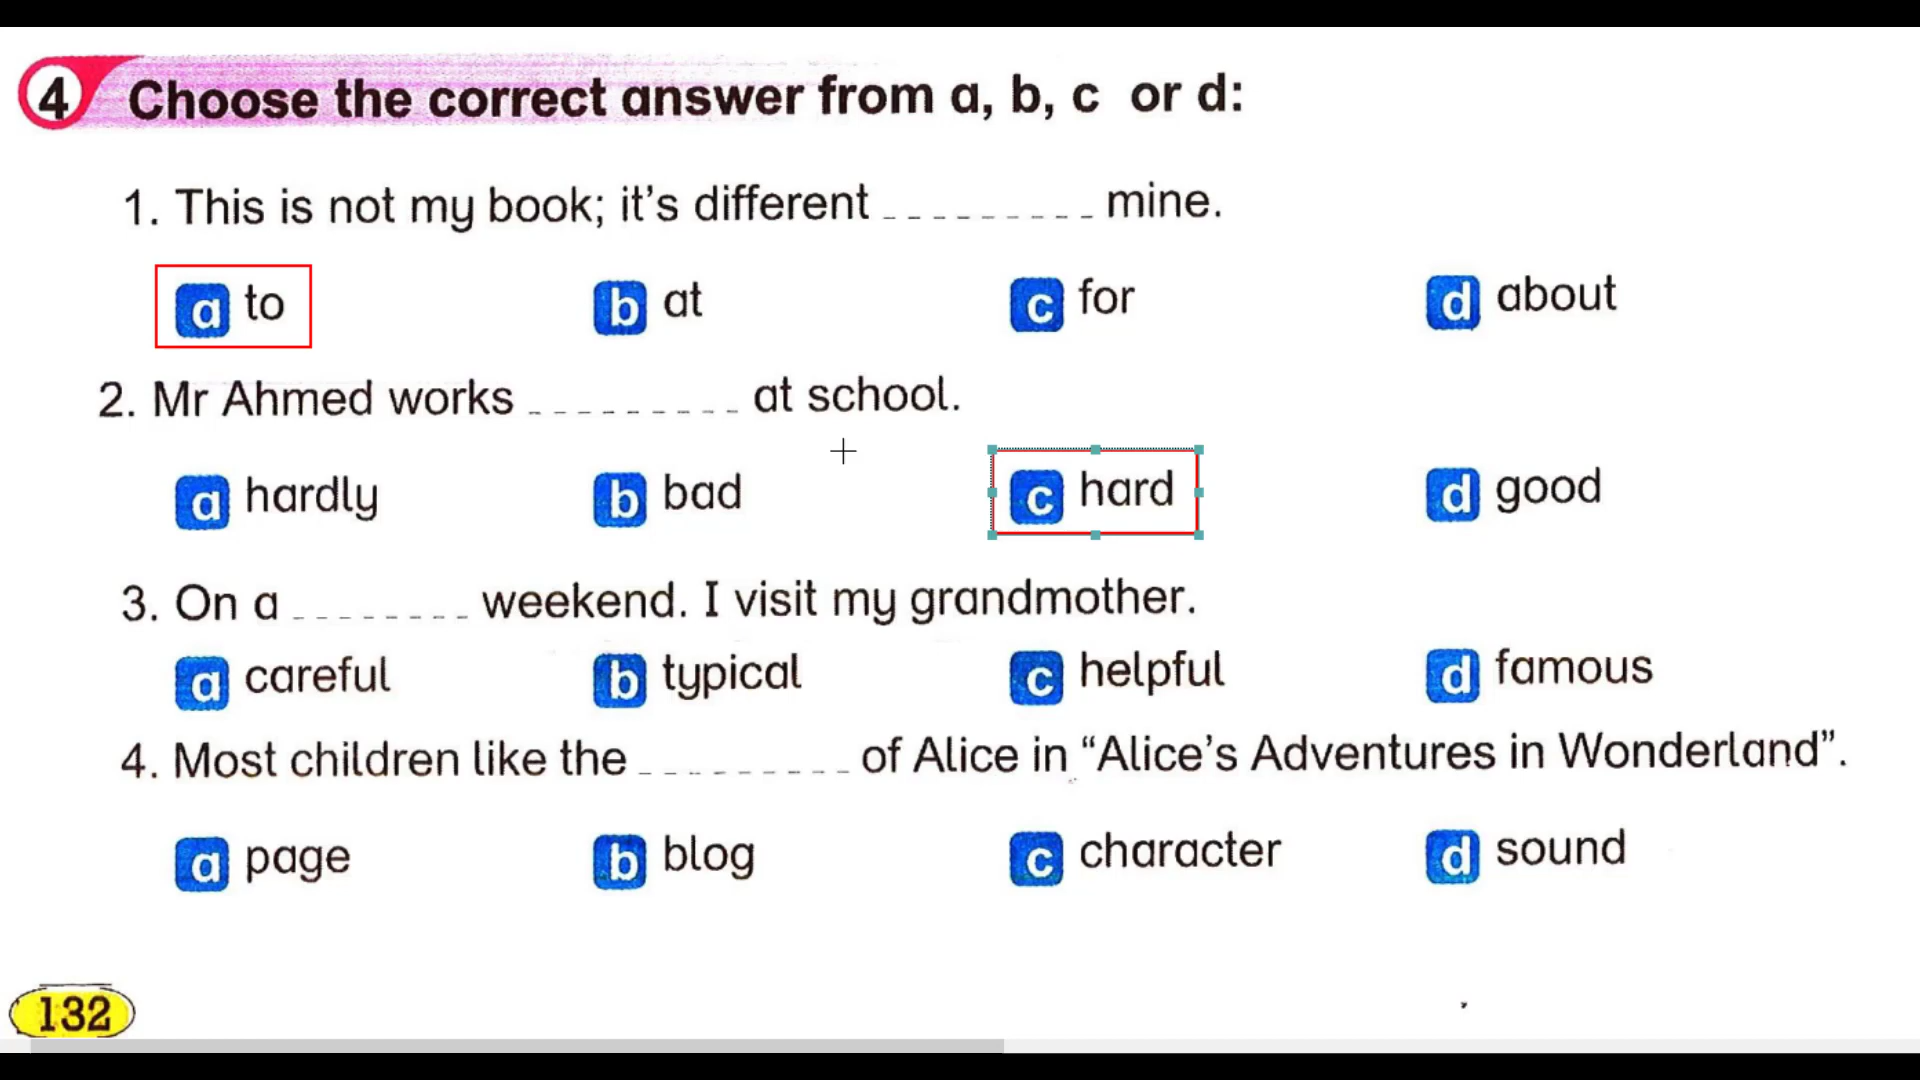 4 Choose the correct answer from a, b, c or d:
1. This is not my book; it's different _ _ _ _ _ _ _ _ _ mine.
a to b at c for d about
2. Mr Ahmed works _ _ _ _ _ _ _ _ _ at school.
a hardly b bad c hard d good
3. On a _ _ _ _ _ _ _ _ weekend. I visit my grandmother.
a careful b typical c helpful d famous
4. Most children like the _ _ _ _ _ _ _ _ _ of Alice in “Alice’s Adventures in Wonderland”.
a page b blog c character d sound
132